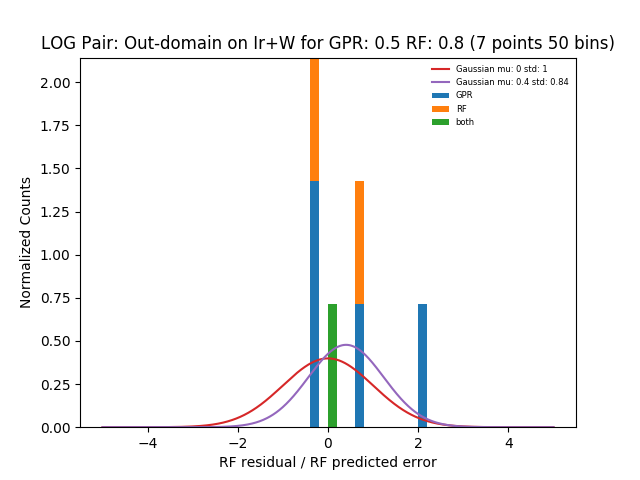 LOG Pair: Out-domain on Ir+W for GPR: 0.5 RF: 0.8 (7 points 50 bins)
Gaussian mu: 0 std: 1
Gaussian mu: 0.4 std: 0.84
GPR
RF
both
Normalized Counts
2.00
1.75
1.50
1.25
1.00
0.75
0.50
0.25
0.00
−4 −2 0 2 4
RF residual / RF predicted error